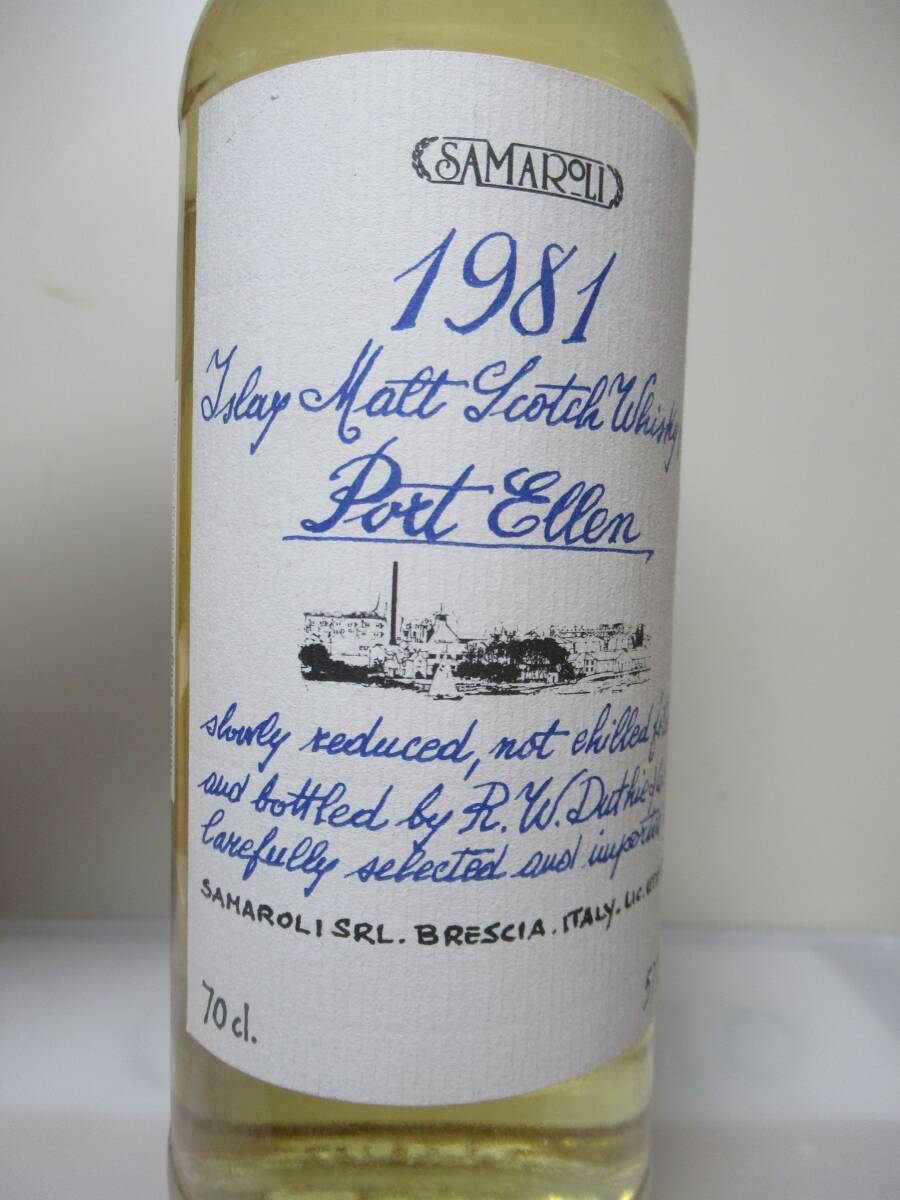 SAMAROLI
1981
Islay Malt Scotch Whisky
Port Ellen
slowly reduced, not chilled
and bottled by R. W. Duthie
Carefully selected and imported
SAMAROLI SRL. BRESCIA. ITALY. LIC.
70 cl.